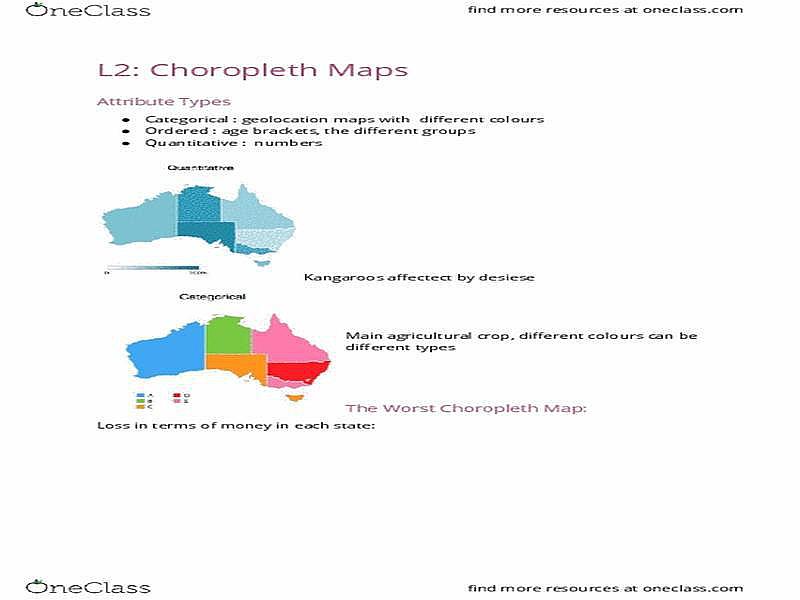 OneClass
find more resources at oneclass.com
L2: Choropleth Maps
Attribute Types
● Categorical : geolocation maps with different colours
● Ordered : age brackets, the different groups
● Quantitative : numbers
Quantitative
0
Kangaroos affectect by desiese
Categorical
Main agricultural crop, different colours can be
different types
A D
B E
C
The Worst Choropleth Map:
Loss in terms of money in each state:
OneClass
find more resources at oneclass.com